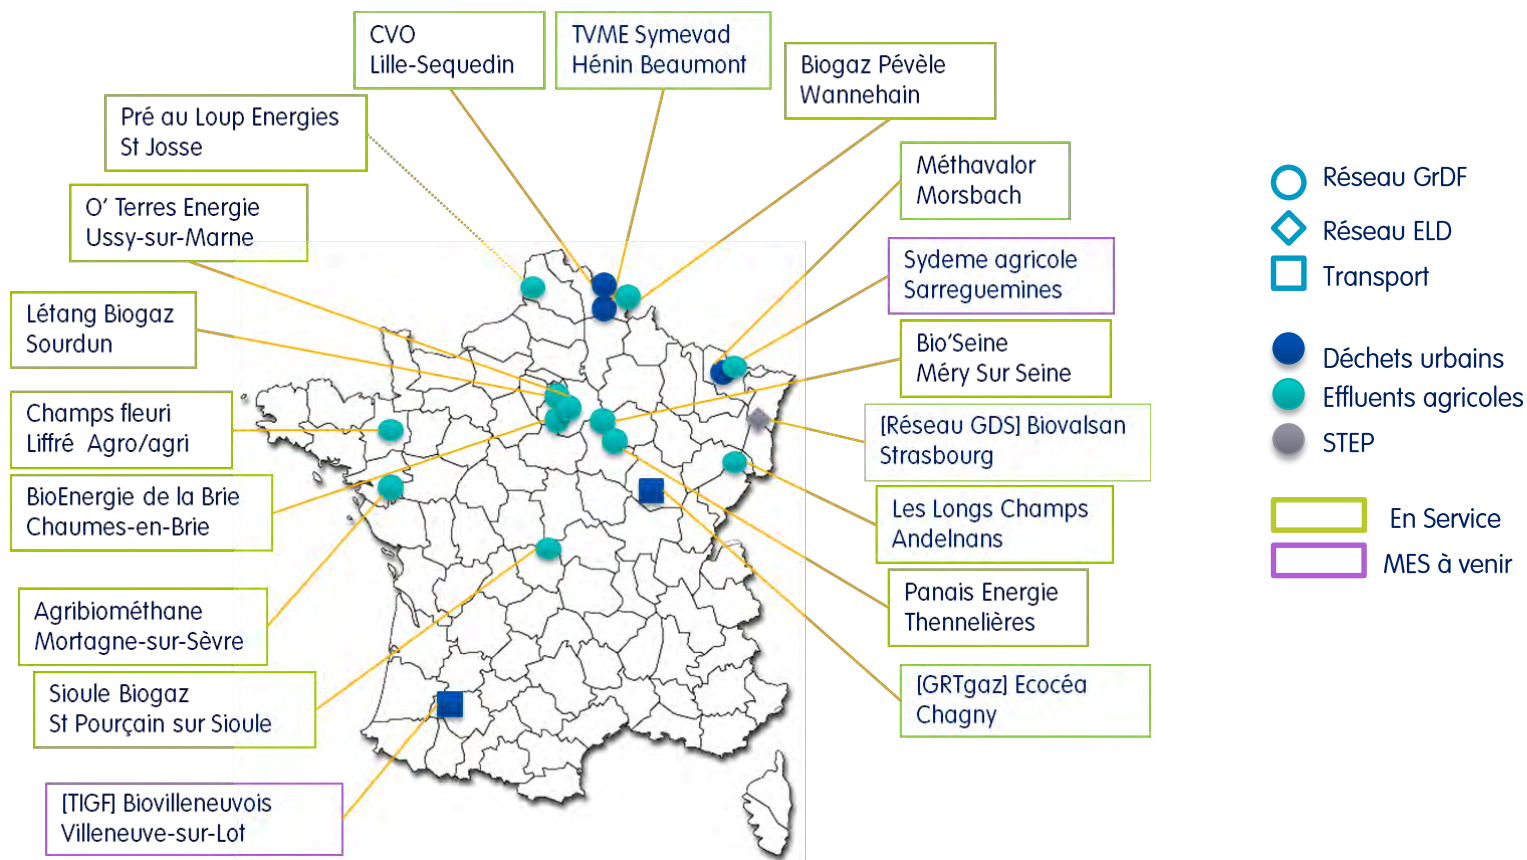 CVO
Lille-Sequedin
TVME Symevad
Hénin Beaumont
Biogaz Pévèle
Wannehain
Pré au Loup Energies
St Josse
Méthavalor
Morsbach
O' Terres Energie
Ussy-sur-Marne
Sydeme agricole
Sarreguemines
Létang Biogaz
Sourdun
Bio'Seine
Méry Sur Seine
Champs fleuri
Liffré Agro/agri
[Réseau GDS] Biovalsan
Strasbourg
BioEnergie de la Brie
Chaumes-en-Brie
Les Longs Champs
Andelnans
Agribiométhane
Mortagne-sur-Sèvre
Panais Energie
Thennelières
Sioule Biogaz
St Pourçain sur Sioule
[GRTgaz] Ecocéa
Chagny
[TIGF] Biovilleneuvois
Villeneuve-sur-Lot
Réseau GrDF
Réseau ELD
Transport
Déchets urbains
Effluents agricoles
STEP
En Service
MES à venir